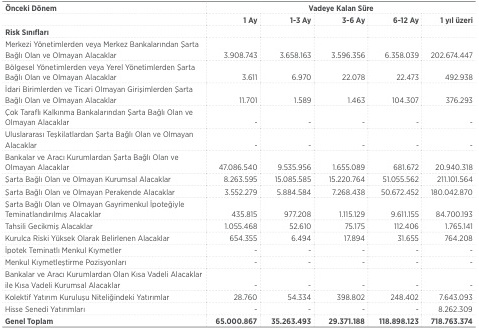 Önceki Dönem Vadeye Kalan Süre
1 Ay 1-3 Ay 3-6 Ay 6-12 Ay 1 yıl üzeri
Risk Sınıfları
Merkezi Yönetimlerden veya Merkez Bankalarından Şarta
Bağlı Olan ve Olmayan Alacaklar 3.908.743 3.658.163 3.596.356 6.358.039 202.674.447
Bölgesel Yönetimlerden veya Yerel Yönetimlerden Şarta
Bağlı Olan ve Olmayan Alacaklar 3.611 6.970 22.078 22.473 492.938
İdari Birimlerden ve Ticari Olmayan Girişimlerden Şarta
Bağlı Olan ve Olmayan Alacaklar 11.701 1.589 1.463 104.307 376.293
Çok Taraflı Kalkınma Bankalarından Şarta Bağlı Olan ve
Olmayan Alacaklar - - - - -
Uluslararası Teşkilatlardan Şarta Bağlı Olan ve Olmayan
Alacaklar - - - - -
Bankalar ve Aracı Kurumlardan Şarta Bağlı Olan ve
Olmayan Alacaklar 47.086.540 9.535.956 1.655.089 681.672 20.940.318
Şarta Bağlı Olan ve Olmayan Kurumsal Alacaklar 8.263.595 15.085.585 15.220.764 51.055.562 211.101.564
Şarta Bağlı Olan ve Olmayan Perakende Alacaklar 3.552.279 5.884.584 7.268.438 50.672.452 180.042.870
Şarta Bağlı Olan ve Olmayan Gayrimenkul İpoteğiyle
Teminatlandırılmış Alacaklar 435.815 977.208 1.115.129 9.611.155 84.700.193
Tahsili Gecikmiş Alacaklar 1.055.468 52.610 75.175 112.406 1.765.141
Kurulca Riski Yüksek Olarak Belirlenen Alacaklar 654.355 6.494 17.894 31.655 764.208
İpotek Teminatlı Menkul Kıymetler - - - - -
Menkul Kıymetleştirme Pozisyonları - - - - -
Bankalar ve Aracı Kurumlardan Olan Kısa Vadeli Alacaklar
ile Kısa Vadeli Kurumsal Alacaklar - - - - -
Kolektif Yatırım Kuruluşu Niteliğindeki Yatırımlar 28.760 54.334 398.802 248.402 7.643.093
Hisse Senedi Yatırımları - - - - 8.262.309
Genel Toplam 65.000.867 35.263.493 29.371.188 118.898.123 718.763.374